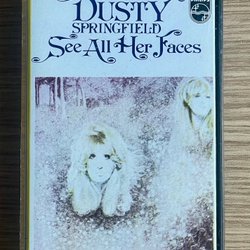 DUSTY
SPRINGFIELD
See All Her Faces